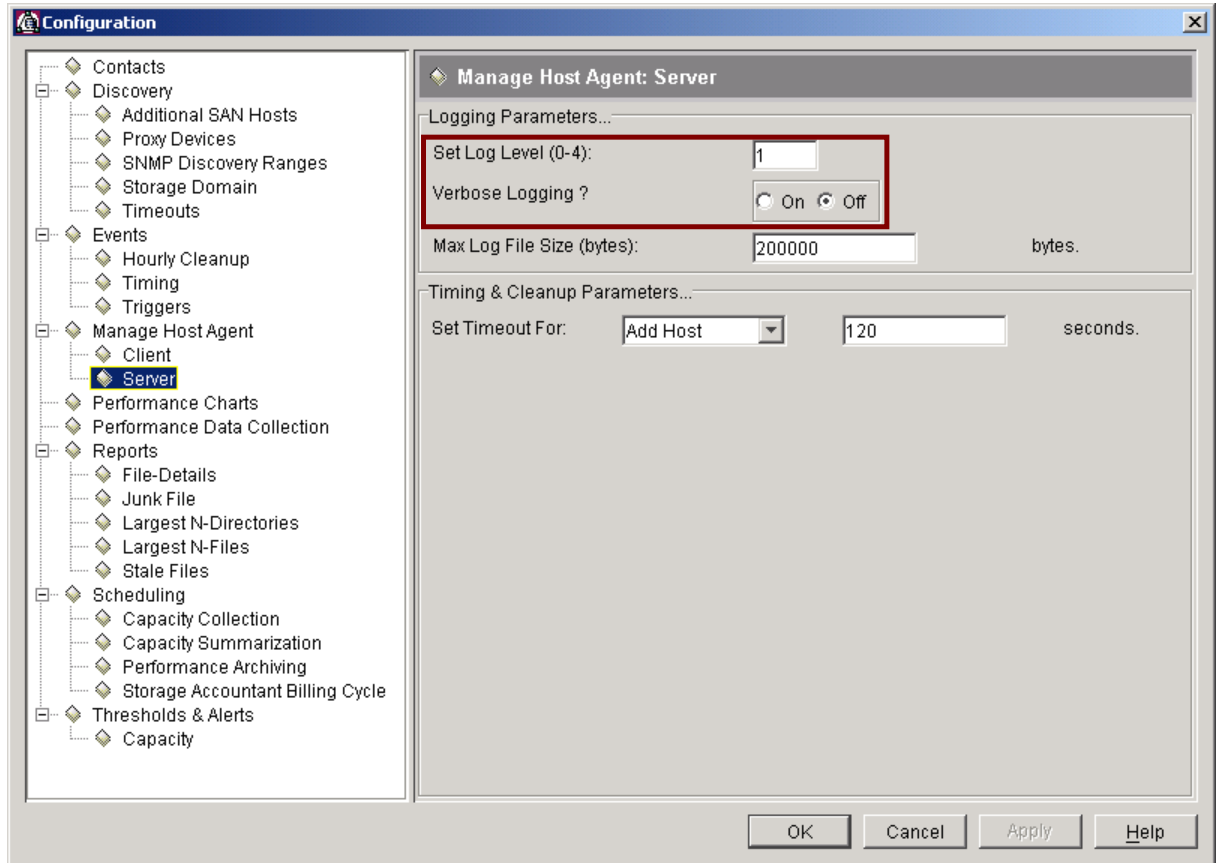 Configuration
Contacts
Discovery
Additional SAN Hosts
Proxy Devices
SNMP Discovery Ranges
Storage Domain
Timeouts
Events
Hourly Cleanup
Timing
Triggers
Manage Host Agent
Client
Server
Performance Charts
Performance Data Collection
Reports
File-Details
Junk File
Largest N-Directories
Largest N-Files
Stale Files
Scheduling
Capacity Collection
Capacity Summarization
Performance Archiving
Storage Accountant Billing Cycle
Thresholds & Alerts
Capacity
Manage Host Agent: Server
Logging Parameters...
Set Log Level (0-4): 1
Verbose Logging ? On Off
Max Log File Size (bytes): 200000 bytes.
Timing & Cleanup Parameters...
Set Timeout For: Add Host 120 seconds.
OK Cancel Apply Help